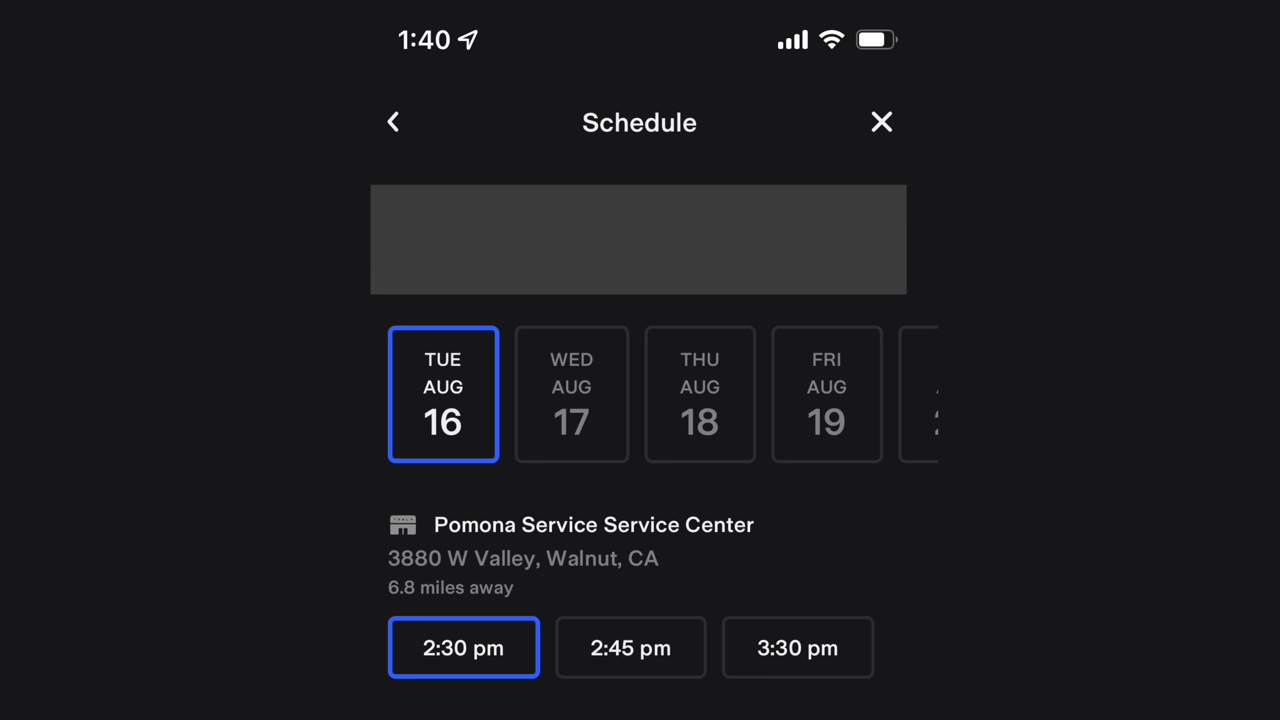 1:40
Schedule
TUE WED THU FRI
AUG AUG AUG AUG
16 17 18 19
Pomona Service Service Center
3880 W Valley, Walnut, CA
6.8 miles away
2:30 pm 2:45 pm 3:30 pm